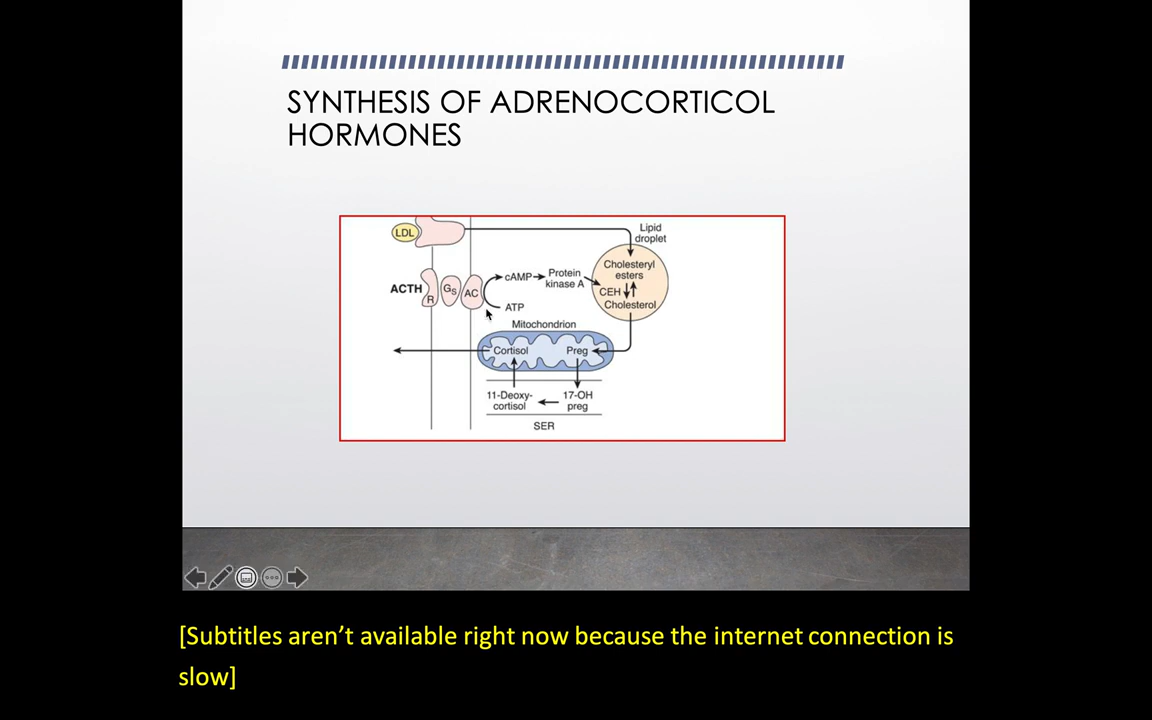 SYNTHESIS OF ADRENOCORTICOL
HORMONES
LDL
Lipid
droplet
Cholesteryl
esters
CEH
Cholesterol
ACTH
R
Gs
AC
cAMP
Protein
kinase A
ATP
Mitochondrion
Cortisol
Preg
11-Deoxy-
cortisol
17-OH
preg
SER
[Subtitles aren’t available right now because the internet connection is
slow]